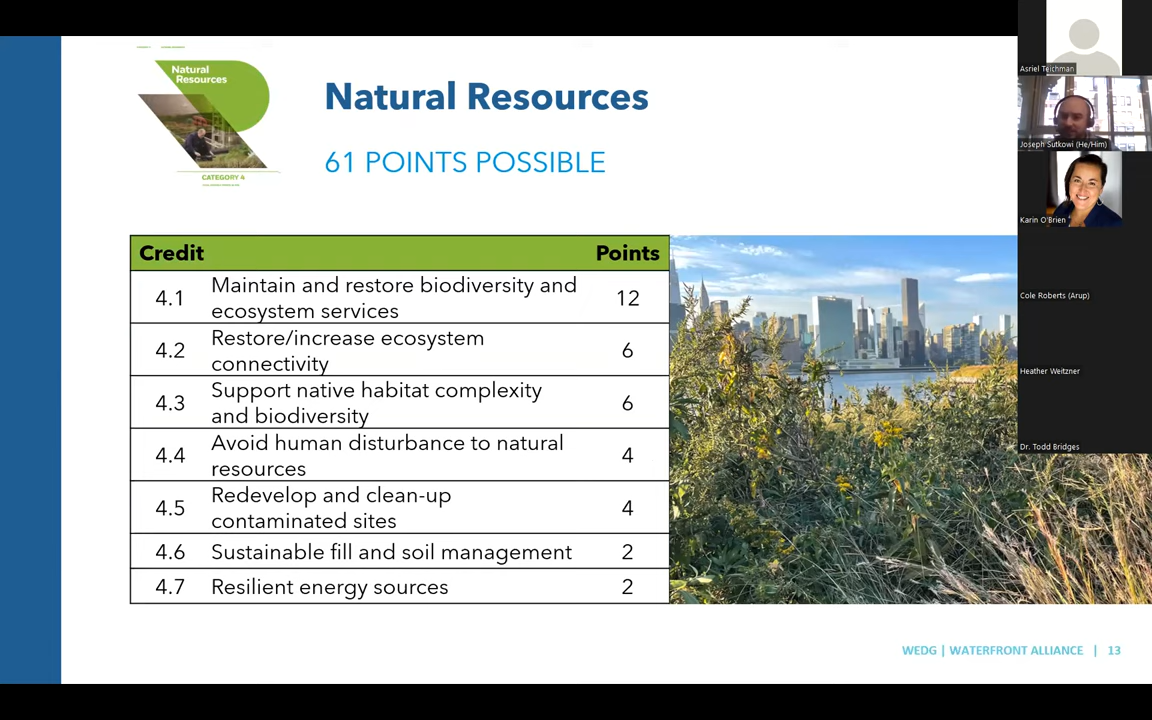 Natural
Resources
CATEGORY 4
Natural Resources
61 POINTS POSSIBLE
Credit Points
4.1 Maintain and restore biodiversity and
ecosystem services 12
4.2 Restore/increase ecosystem
connectivity 6
4.3 Support native habitat complexity
and biodiversity 6
4.4 Avoid human disturbance to natural
resources 4
4.5 Redevelop and clean-up
contaminated sites 4
4.6 Sustainable fill and soil management 2
4.7 Resilient energy sources 2
WEDG | WATERFRONT ALLIANCE | 13
Asriel Teichman
Joseph Sutkowi (He/Him)
Karin O'Brien
Cole Roberts (Arup)
Heather Weitzner
Dr. Todd Bridges